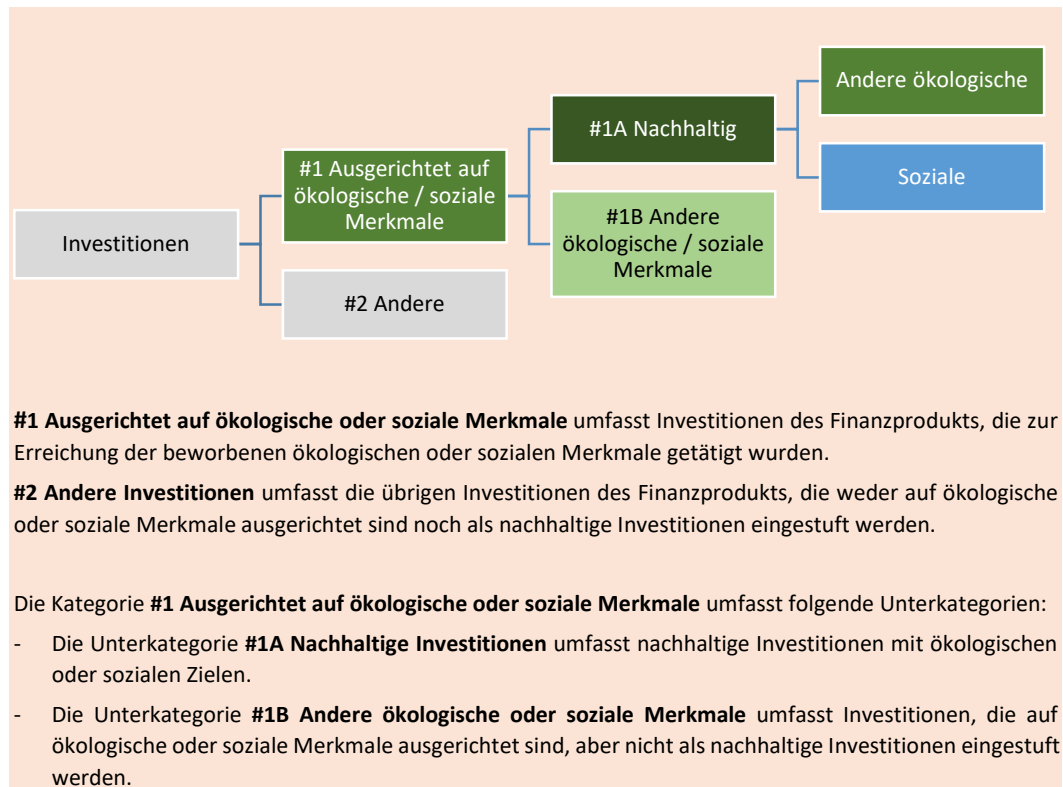 Andere ökologische
#1A Nachhaltig
#1 Ausgerichtet auf
ökologische / soziale
Merkmale
Soziale
#1B Andere
ökologische / soziale
Merkmale
Investitionen
#2 Andere
#1 Ausgerichtet auf ökologische oder soziale Merkmale umfasst Investitionen des Finanzprodukts, die zur
Erreichung der beworbenen ökologischen oder sozialen Merkmale getätigt wurden.
#2 Andere Investitionen umfasst die übrigen Investitionen des Finanzprodukts, die weder auf ökologische
oder soziale Merkmale ausgerichtet sind noch als nachhaltige Investitionen eingestuft werden.
Die Kategorie #1 Ausgerichtet auf ökologische oder soziale Merkmale umfasst folgende Unterkategorien:
- Die Unterkategorie #1A Nachhaltige Investitionen umfasst nachhaltige Investitionen mit ökologischen
oder sozialen Zielen.
- Die Unterkategorie #1B Andere ökologische oder soziale Merkmale umfasst Investitionen, die auf
ökologische oder soziale Merkmale ausgerichtet sind, aber nicht als nachhaltige Investitionen eingestuft
werden.